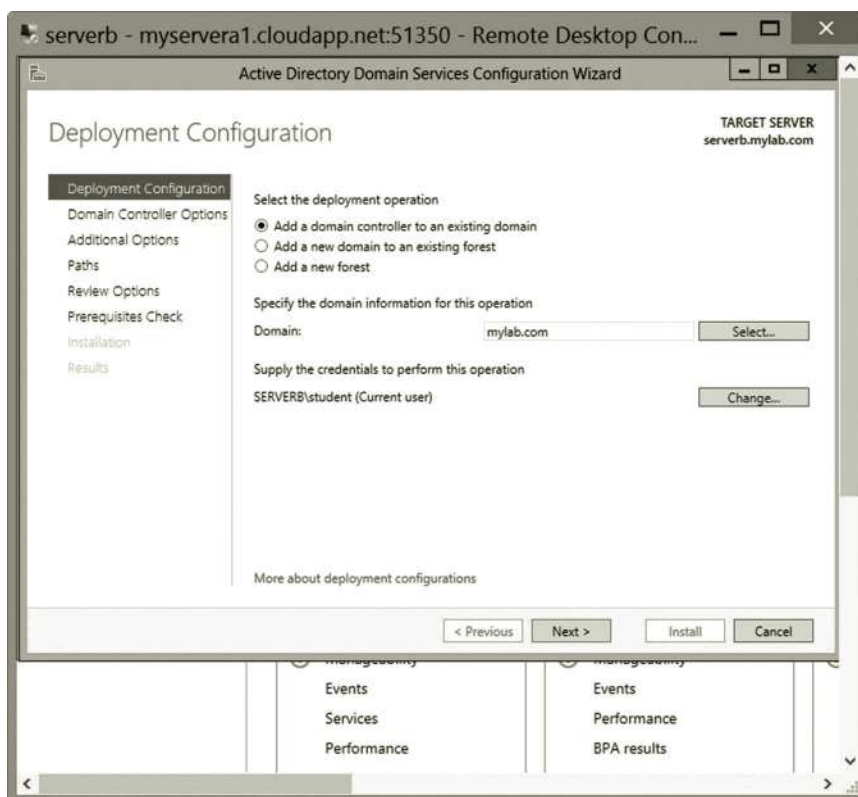 serverb - myservera1.cloudapp.net:51350 - Remote Desktop Con...
Active Directory Domain Services Configuration Wizard
Deployment Configuration
TARGET SERVER
serverb.mylab.com
Deployment Configuration
Domain Controller Options
Additional Options
Paths
Review Options
Prerequisites Check
Installation
Results
Select the deployment operation
Add a domain controller to an existing domain
Add a new domain to an existing forest
Add a new forest
Specify the domain information for this operation
Domain: mylab.com Select...
Supply the credentials to perform this operation
SERVERB\student (Current user) Change...
More about deployment configurations
< Previous Next > Install Cancel
Manageability Manageability
Events Events
Services Performance
Performance BPA results